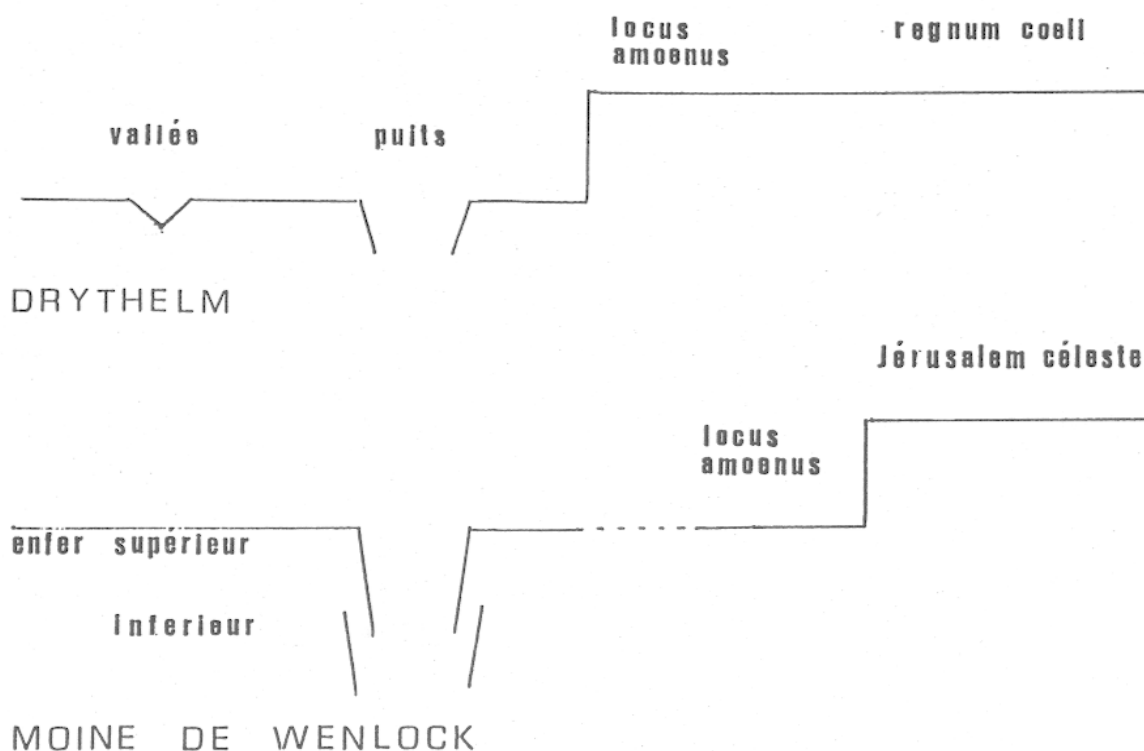 locus
amoenus
regnum coeli
vallée
puits
DRYTHELM
Jérusalem céleste
locus
amoenus
enfer supérieur
inferieur
MOINE DE WENLOCK